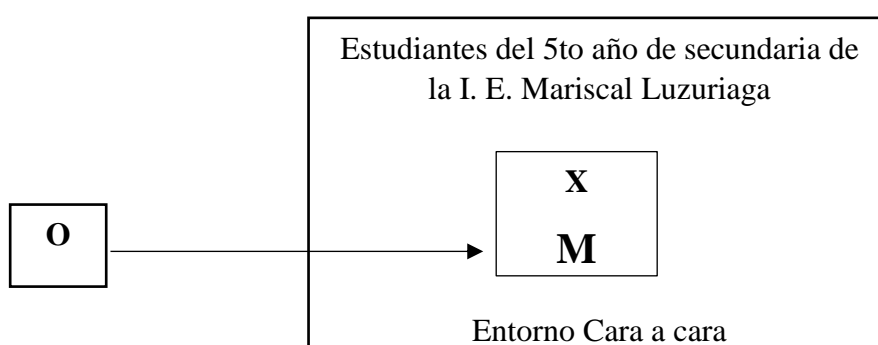 Estudiantes del 5to año de secundaria de
la I. E. Mariscal Luzuriaga
X
O
M
Entorno Cara a cara